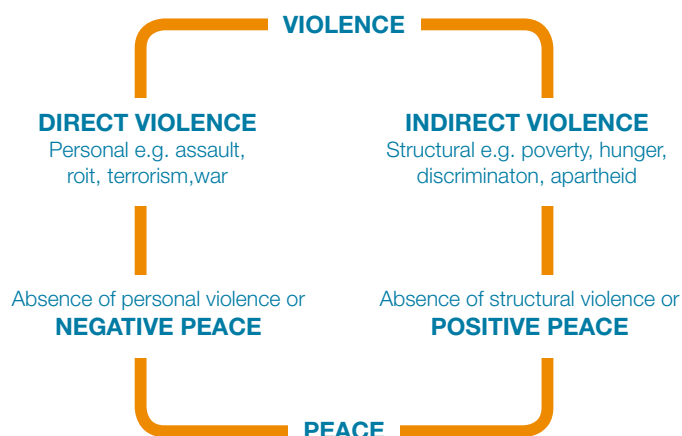 VIOLENCE
DIRECT VIOLENCE
Personal e.g. assault,
roit, terrorism,war
INDIRECT VIOLENCE
Structural e.g. poverty, hunger,
discriminaton, apartheid
Absence of personal violence or
NEGATIVE PEACE
Absence of structural violence or
POSITIVE PEACE
PEACE